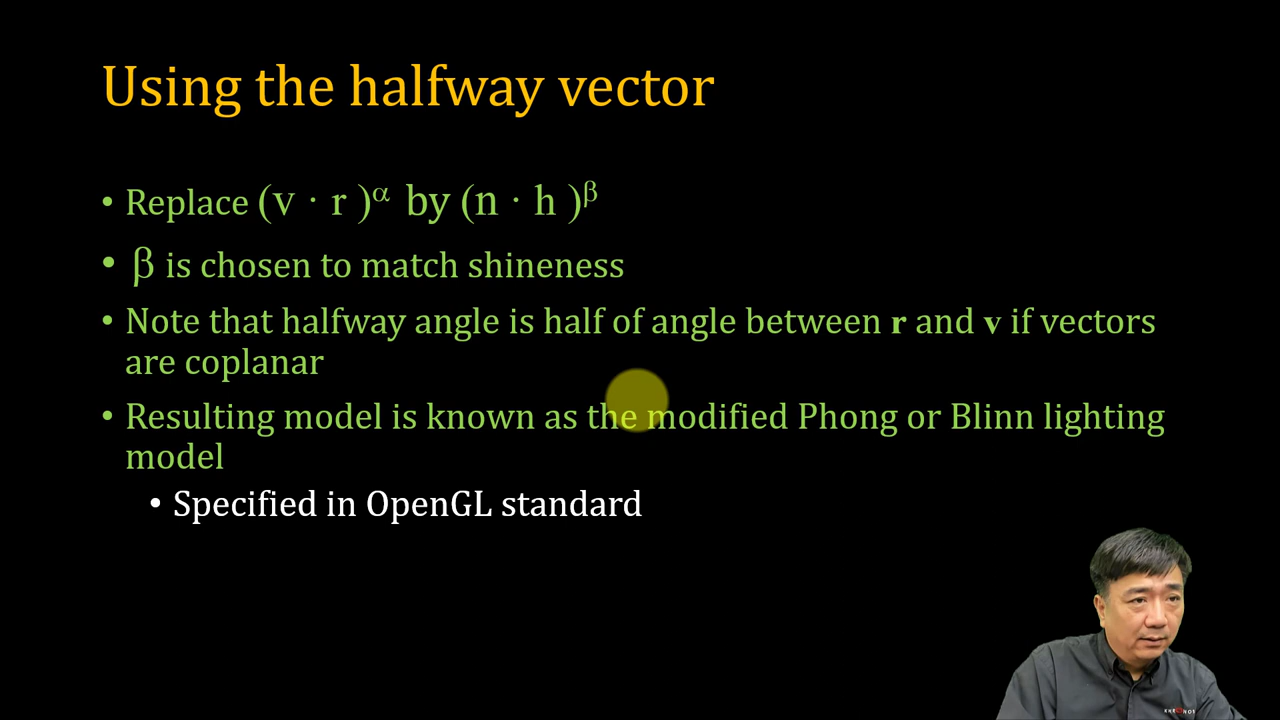 Using the halfway vector
• Replace (v · r )^α by (n · h )^β
• β is chosen to match shineness
• Note that halfway angle is half of angle between r and v if vectors
are coplanar
• Resulting model is known as the modified Phong or Blinn lighting
model
• Specified in OpenGL standard
KHRONOS